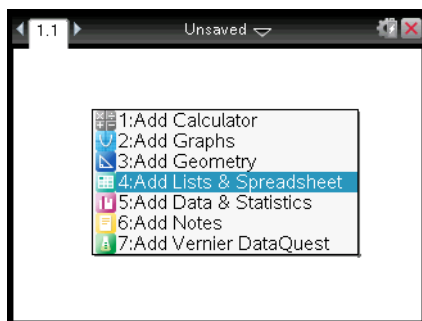 1.1
Unsaved
1:Add Calculator
2:Add Graphs
3:Add Geometry
4:Add Lists & Spreadsheet
5:Add Data & Statistics
6:Add Notes
7:Add Vernier DataQuest